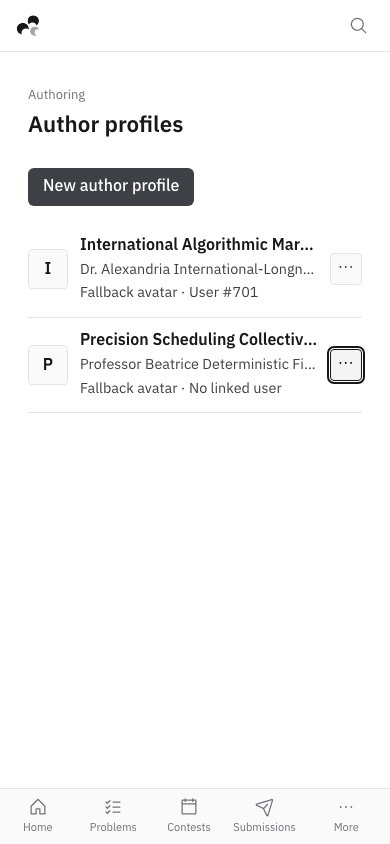 Authoring
Author profiles
New author profile
I
International Algorithmic Mar...
Dr. Alexandria International-Longn...
Fallback avatar · User #701
P
Precision Scheduling Collectiv...
Professor Beatrice Deterministic Fi...
Fallback avatar · No linked user
Home
Problems
Contests
Submissions
More